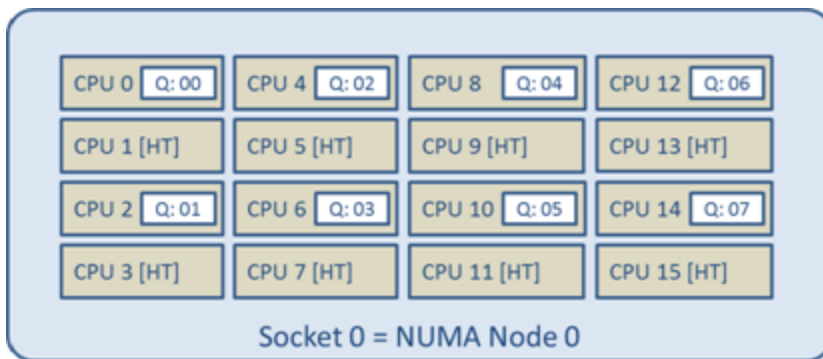 CPU 0 Q: 00 CPU 4 Q: 02 CPU 8 Q: 04 CPU 12 Q: 06
CPU 1 [HT] CPU 5 [HT] CPU 9 [HT] CPU 13 [HT]
CPU 2 Q: 01 CPU 6 Q: 03 CPU 10 Q: 05 CPU 14 Q: 07
CPU 3 [HT] CPU 7 [HT] CPU 11 [HT] CPU 15 [HT]
Socket 0 = NUMA Node 0